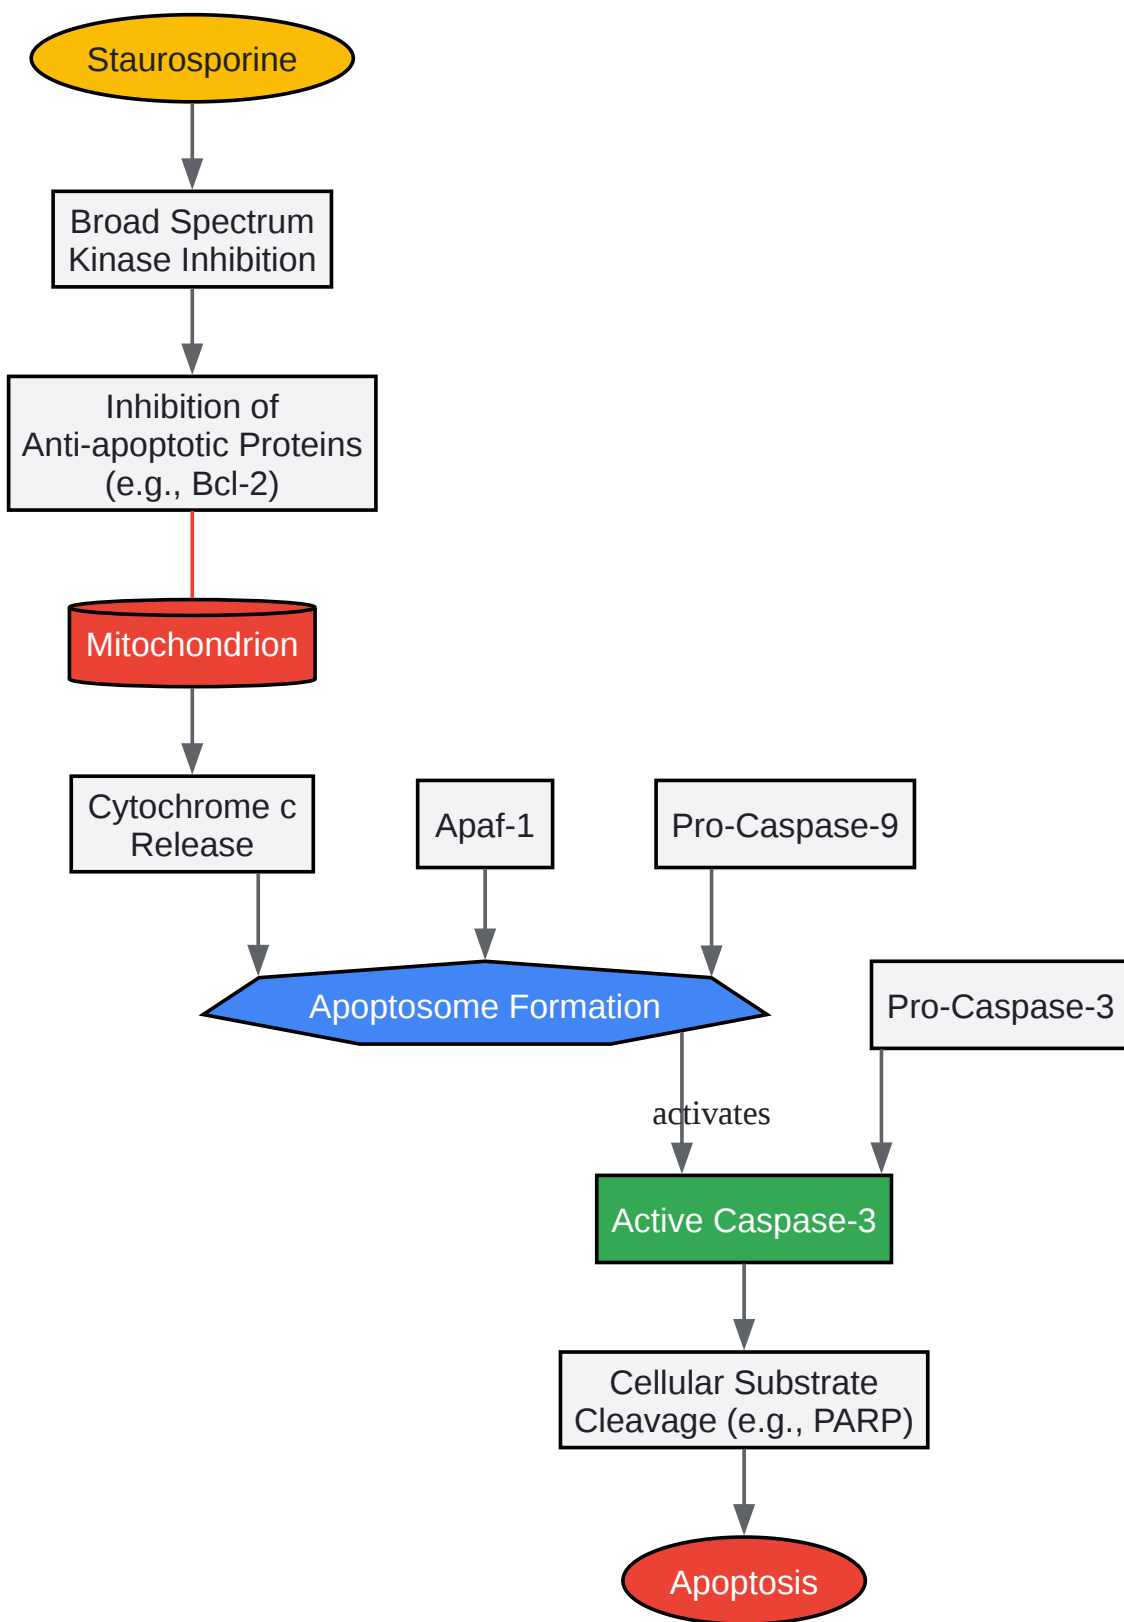 Staurosporine
Broad Spectrum
Kinase Inhibition
Inhibition of
Anti-apoptotic Proteins
(e.g., Bcl-2)
Mitochondrion
Cytochrome c
Release
Apaf-1
Pro-Caspase-9
Apoptosome Formation
Pro-Caspase-3
activates
Active Caspase-3
Cellular Substrate
Cleavage (e.g., PARP)
Apoptosis